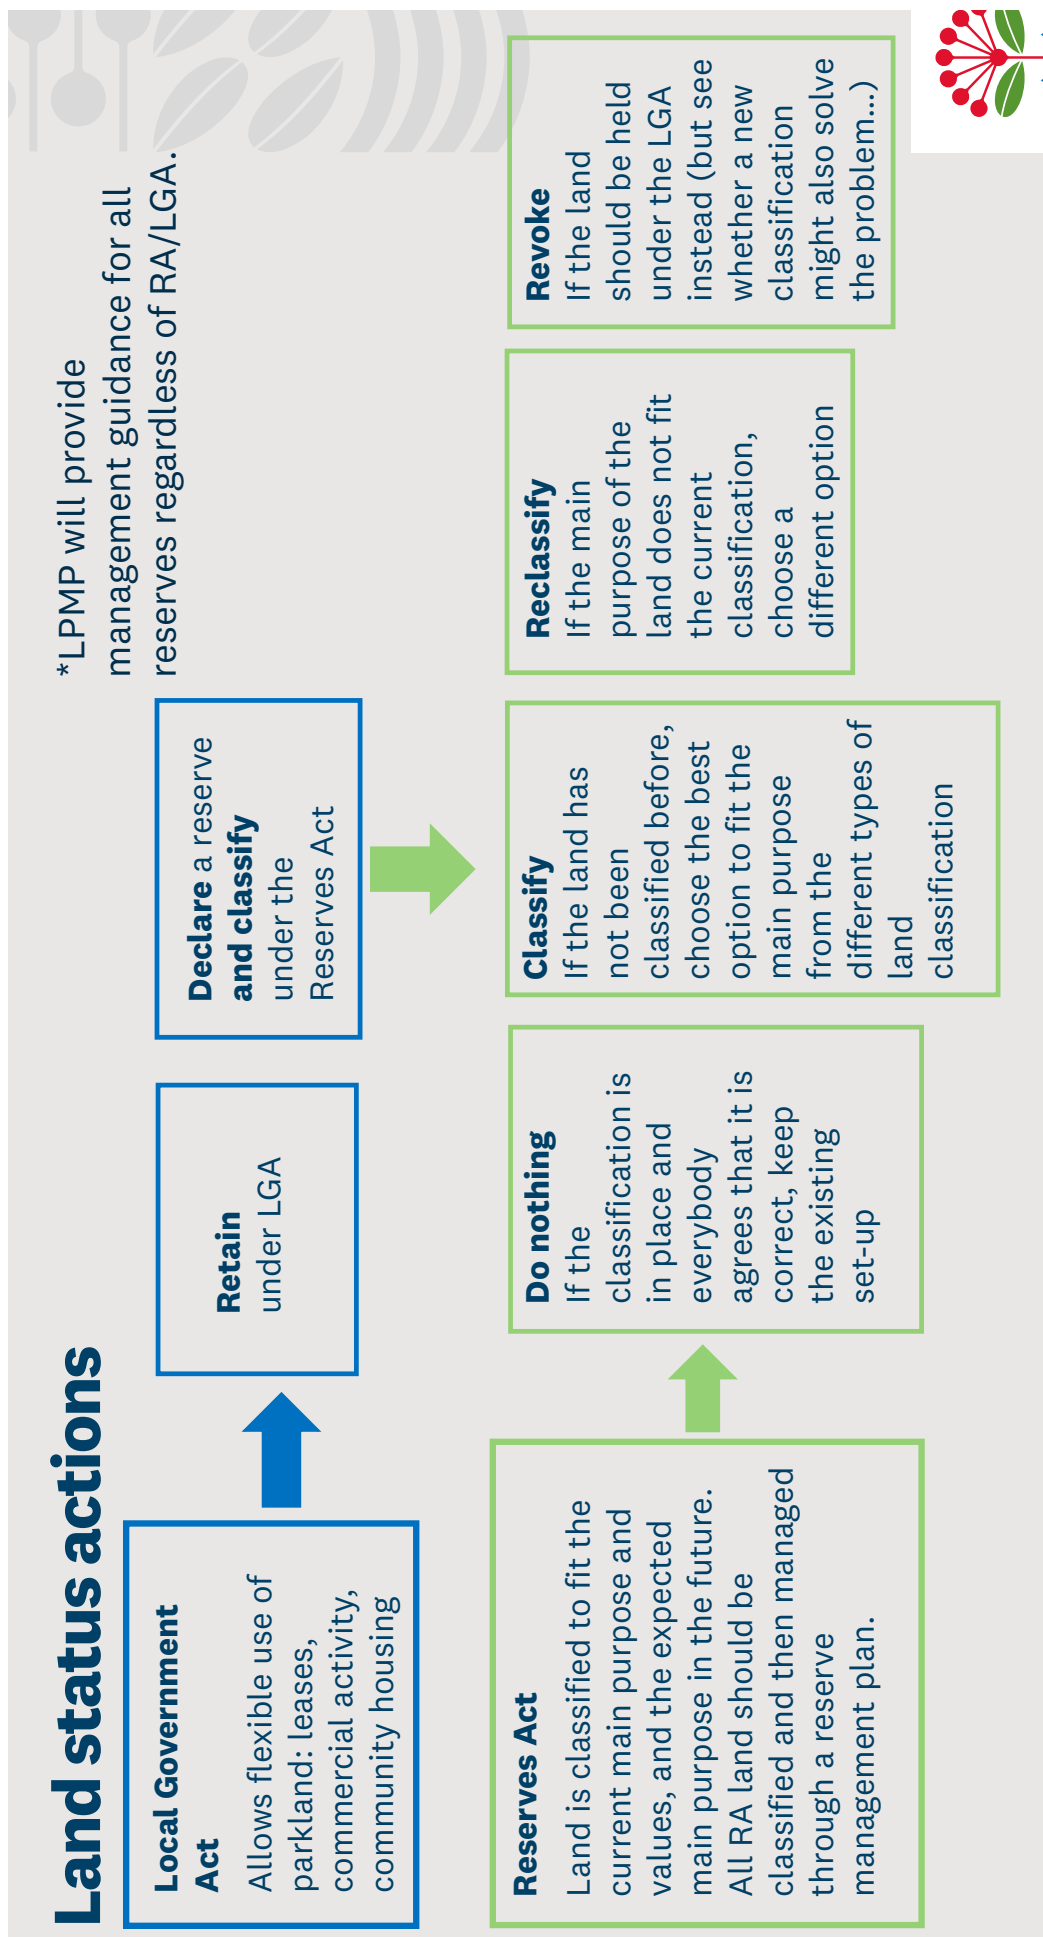 Land status actions
*LPMP will provide
management guidance for all
reserves regardless of RA/LGA.
Local Government
Act
Allows flexible use of
parkland: leases,
commercial activity,
community housing
Retain
under LGA
Declare a reserve
and classify
under the
Reserves Act
Reserves Act
Land is classified to fit the
current main purpose and
values, and the expected
main purpose in the future.
All RA land should be
classified and then managed
through a reserve
management plan.
Do nothing
If the
classification is
in place and
everybody
agrees that it is
correct, keep
the existing
set-up
Classify
If the land has
not been
classified before,
choose the best
option to fit the
main purpose
from the
different types of
land
classification
Reclassify
If the main
purpose of the
land does not fit
the current
classification,
choose a
different option
Revoke
If the land
should be held
under the LGA
instead (but see
whether a new
classification
might also solve
the problem...)